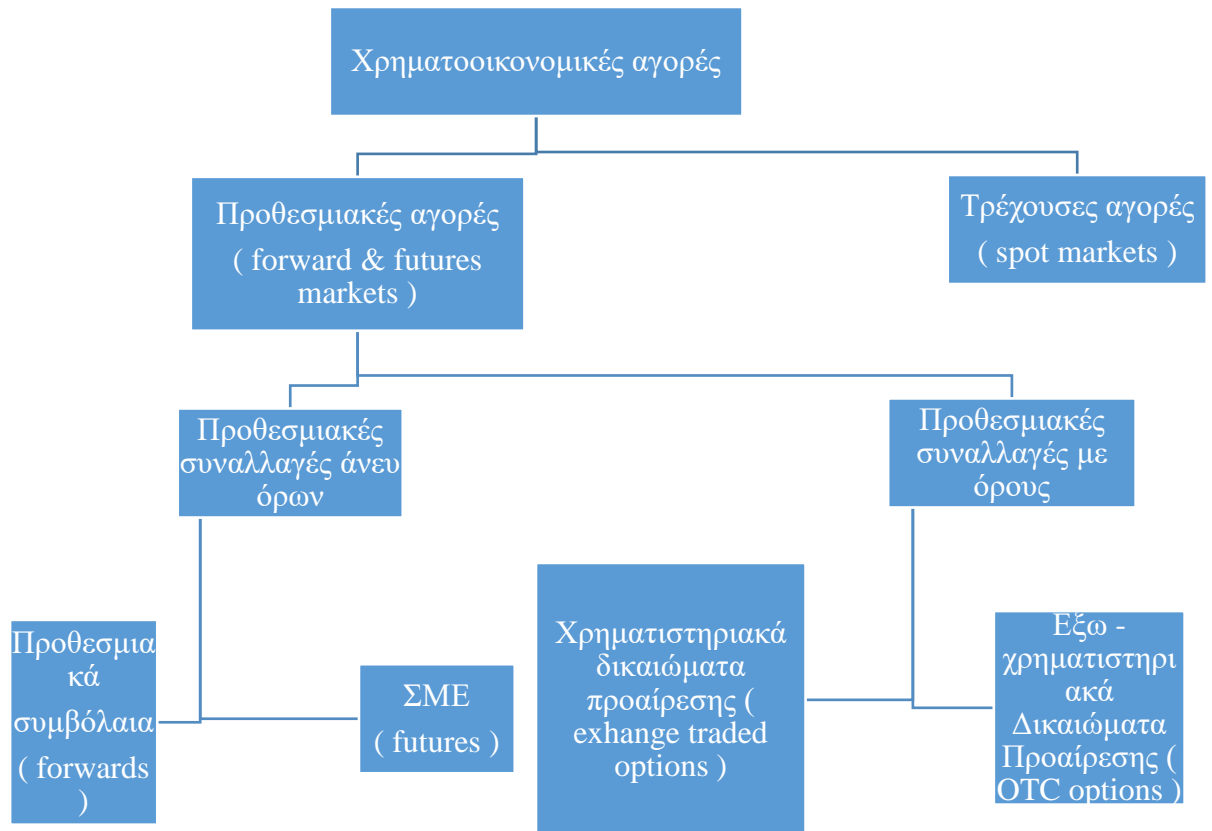 Χρηματοοικονομικές αγορές
Προθεσμιακές αγορές
( forward & futures
markets )
Τρέχουσες αγορές
( spot markets )
Προθεσμιακές
συναλλαγές άνευ
όρων
Προθεσμιακές
συναλλαγές με
όρους
Προθεσμια
κά
συμβόλαια
( forwards
)
ΣΜΕ
( futures )
Χρηματιστηριακά
δικαιώματα
προαίρεσης (
exhange traded
options )
Εξω -
χρηματιστηρι
ακά
Δικαιώματα
Προαίρεσης (
OTC options )